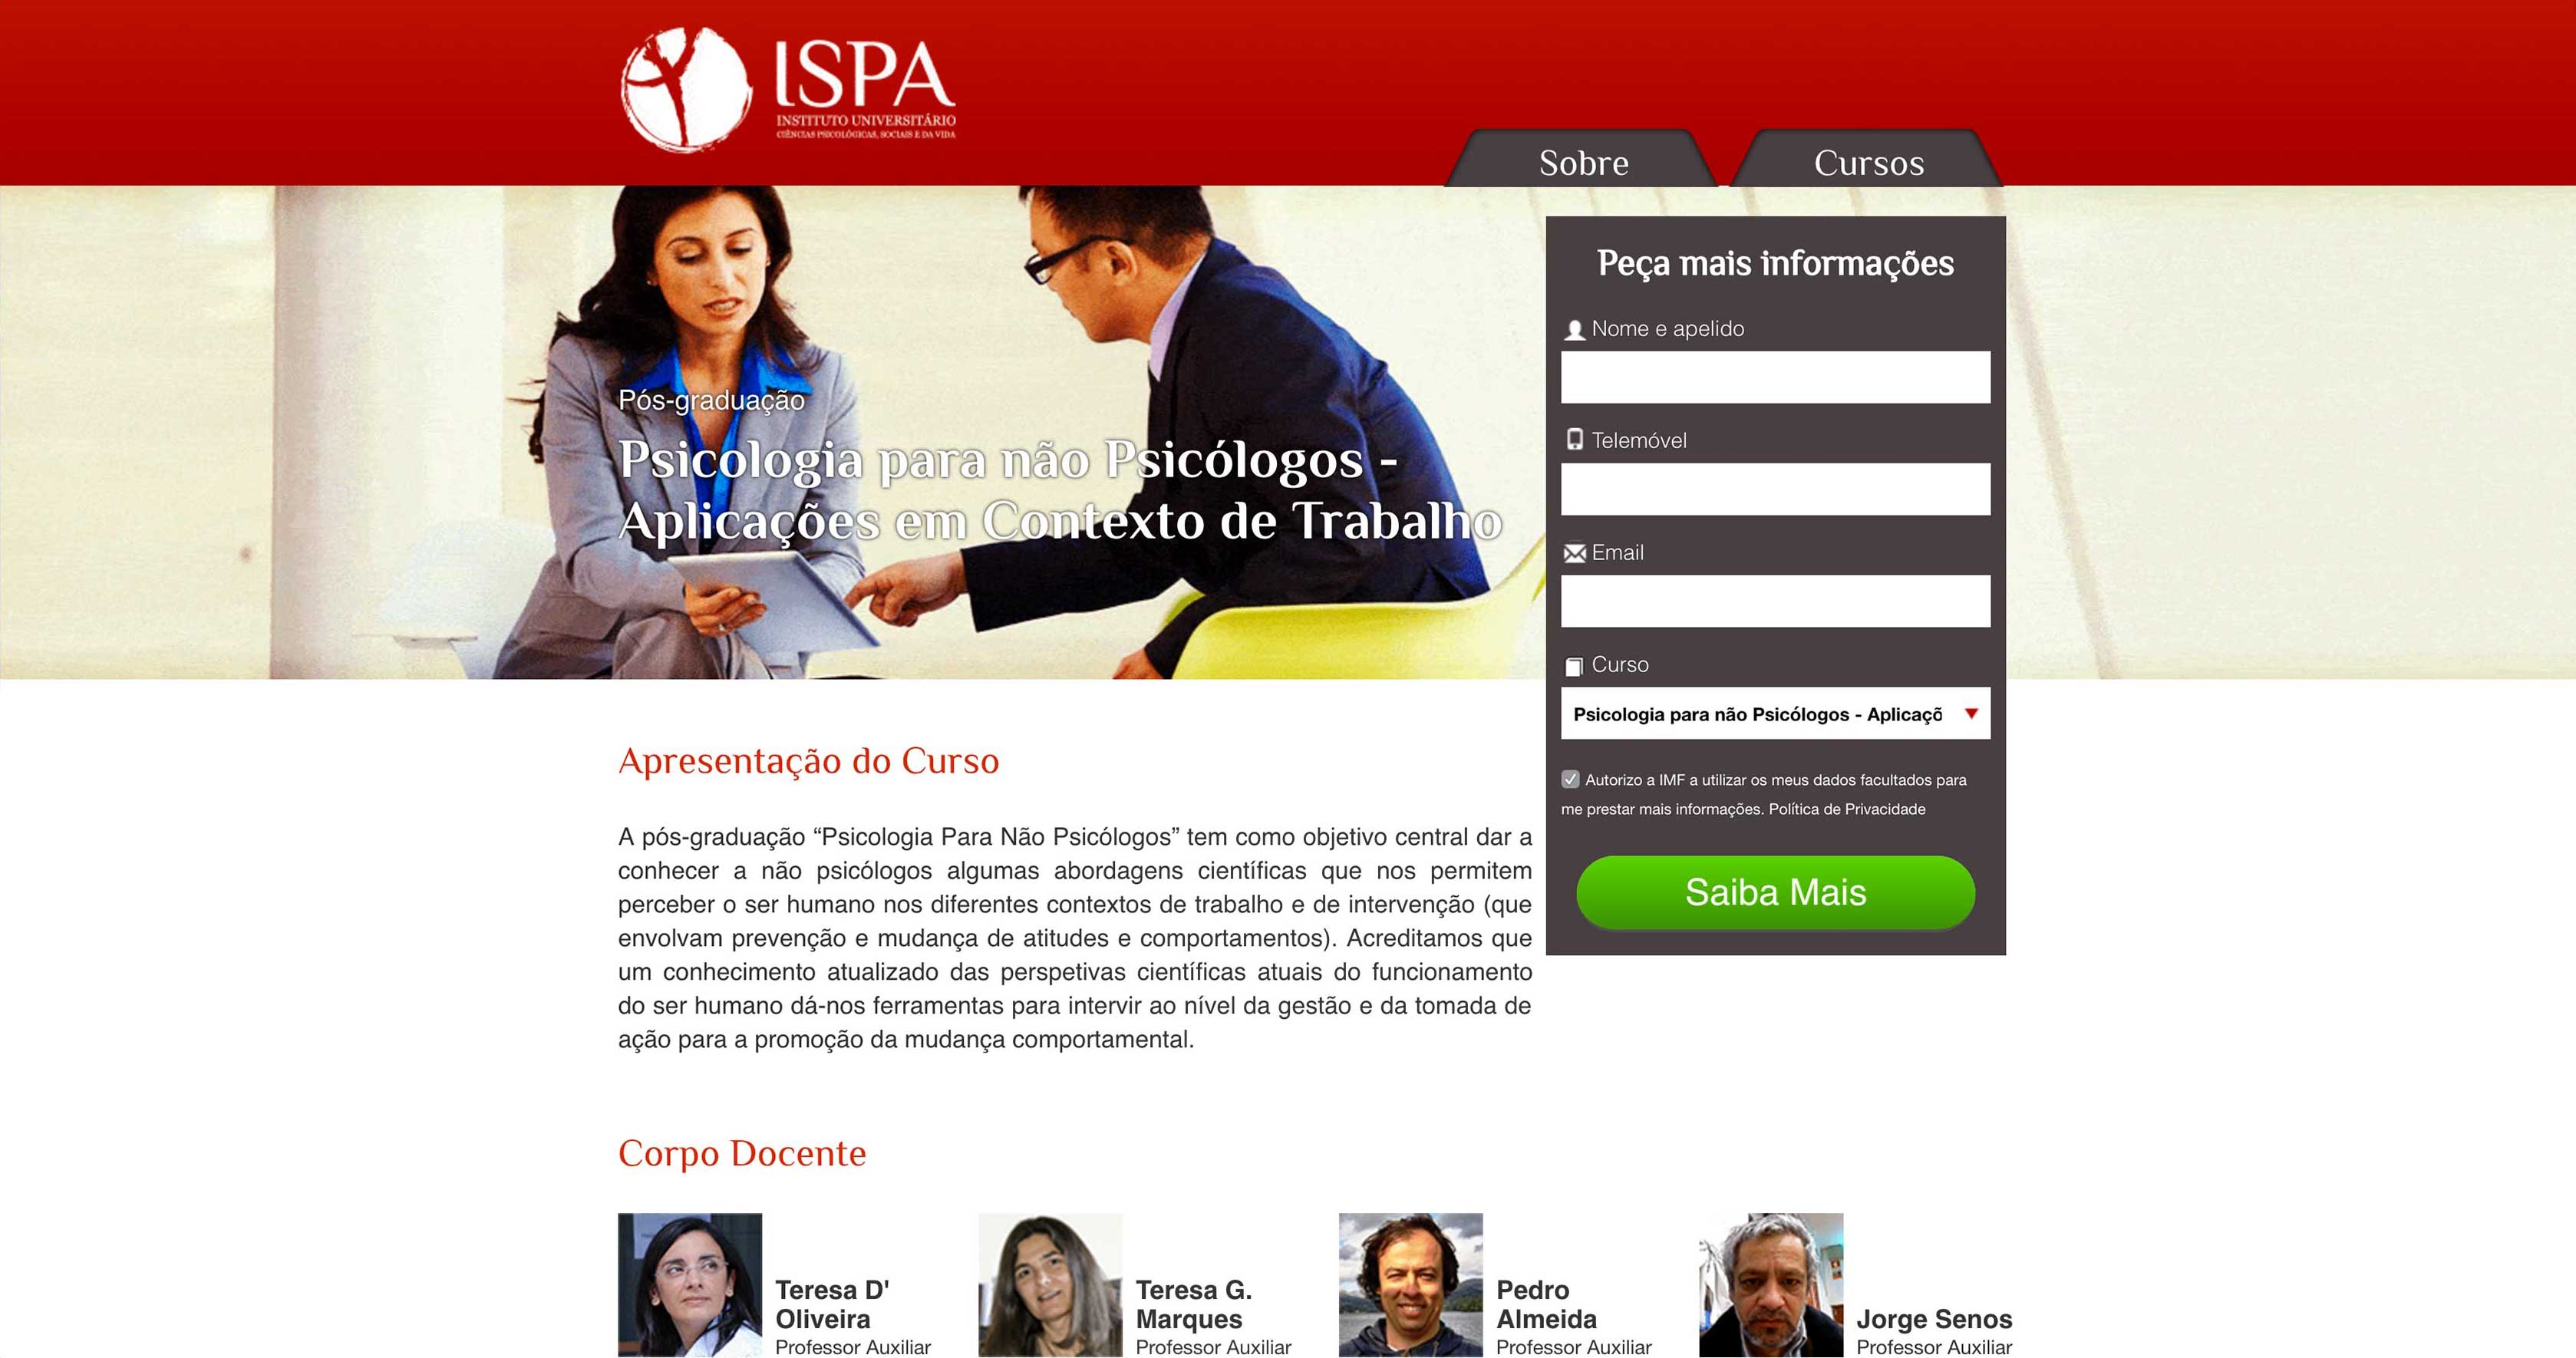 ISPA
INSTITUTO UNIVERSITÁRIO
CIÊNCIAS PSICOLÓGICAS, SOCIAIS E DA VIDA
Sobre
Cursos
Pós-graduação
Psicologia para não Psicólogos -
Aplicações em Contexto de Trabalho
Peça mais informações
Nome e apelido
Telemóvel
Email
Curso
Psicologia para não Psicólogos - Aplicaçõ
Autorizo a IMF a utilizar os meus dados facultados para
me prestar mais informações. Política de Privacidade
Saiba Mais
Apresentação do Curso
A pós-graduação “Psicologia Para Não Psicólogos” tem como objetivo central dar a
conhecer a não psicólogos algumas abordagens científicas que nos permitem
perceber o ser humano nos diferentes contextos de trabalho e de intervenção (que
envolvam prevenção e mudança de atitudes e comportamentos). Acreditamos que
um conhecimento atualizado das perspetivas científicas atuais do funcionamento
do ser humano dá-nos ferramentas para intervir ao nível da gestão e da tomada de
ação para a promoção da mudança comportamental.
Corpo Docente
Teresa D'
Oliveira
Professor Auxiliar
Teresa G.
Marques
Professor Auxiliar
Pedro
Almeida
Professor Auxiliar
Jorge Senos
Professor Auxiliar